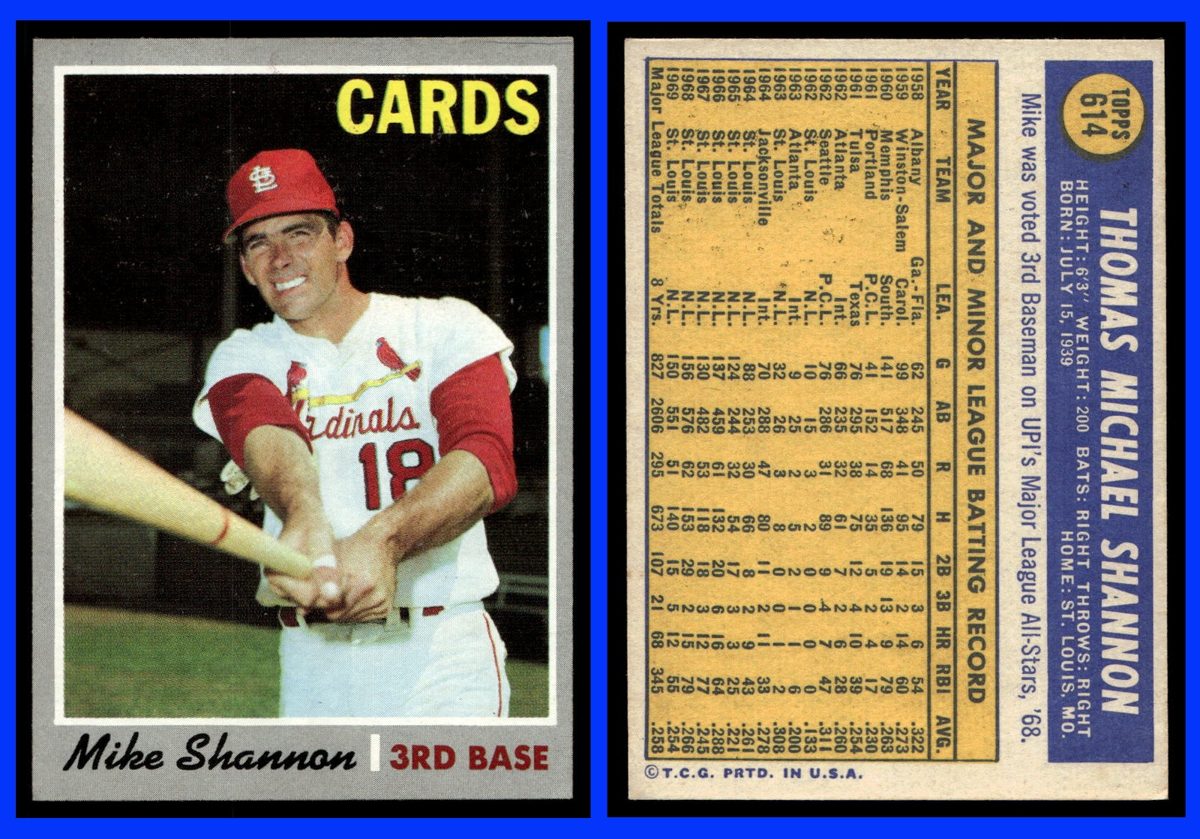 CARDS
Cardinals
18
Mike Shannon 3RD BASE
TOPPS
614
THOMAS MICHAEL SHANNON
HEIGHT: 6'3" WEIGHT: 200 BATS: RIGHT THROWS: RIGHT
BORN: JULY 15, 1939 HOME: ST. LOUIS, MO.
Mike was voted 3rd Baseman on UPI's Major League All-Stars, '68.
MAJOR AND MINOR LEAGUE BATTING RECORD
YEAR TEAM LEA G AB R H 2B 3B HR RBI AVG.
1958 Albany Ga.-Fla. 62 245 50 79 15 3 6 54 .322
1959 Winston-Salem Carol. 99 348 41 95 14 2 14 60 .273
1960 Memphis South. 141 517 68 136 19 13 9 79 .263
1961 Portland P.C.L. 41 152 14 35 5 2 4 17 .230
1961 Tulsa Texas 76 295 38 75 12 4 10 39 .254
1962 Atlanta Int. 66 235 32 61 7 2 6 28 .260
1962 Seattle P.C.L. 76 286 31 89 9 4 7 47 .311
1962 St. Louis N.L. 10 15 3 2 0 0 0 0 .133
1963 Atlanta Int. 9 25 2 5 2 1 1 6 .200
1963 St. Louis N.L. 32 26 3 8 0 0 1 2 .308
1964 Jacksonville Int. 70 288 47 80 11 2 11 33 .278
1964 St. Louis N.L. 88 253 30 66 8 2 9 43 .261
1965 St. Louis N.L. 124 244 32 54 17 3 3 25 .221
1966 St. Louis N.L. 137 459 61 132 20 6 16 64 .288
1967 St. Louis N.L. 130 482 53 118 18 3 12 77 .245
1968 St. Louis N.L. 156 576 62 153 29 2 15 79 .266
1969 St. Louis N.L. 150 551 51 140 15 5 12 55 .254
Major League Totals 8 Yrs. 827 2606 295 673 107 21 68 345 .258
©T.C.G. PRTD. IN U.S.A.